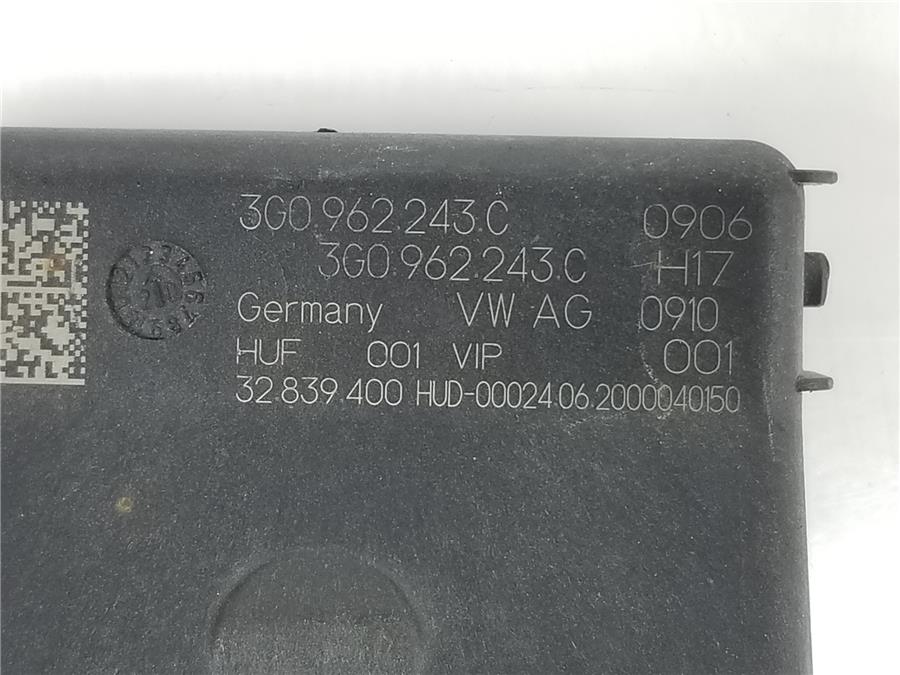 3G0.962.243.C 0906
3G0.962.243.C H17
Germany VW AG 0910
HUF 001 VIP 001
32.839.400 HUD-00024.06.2000040150